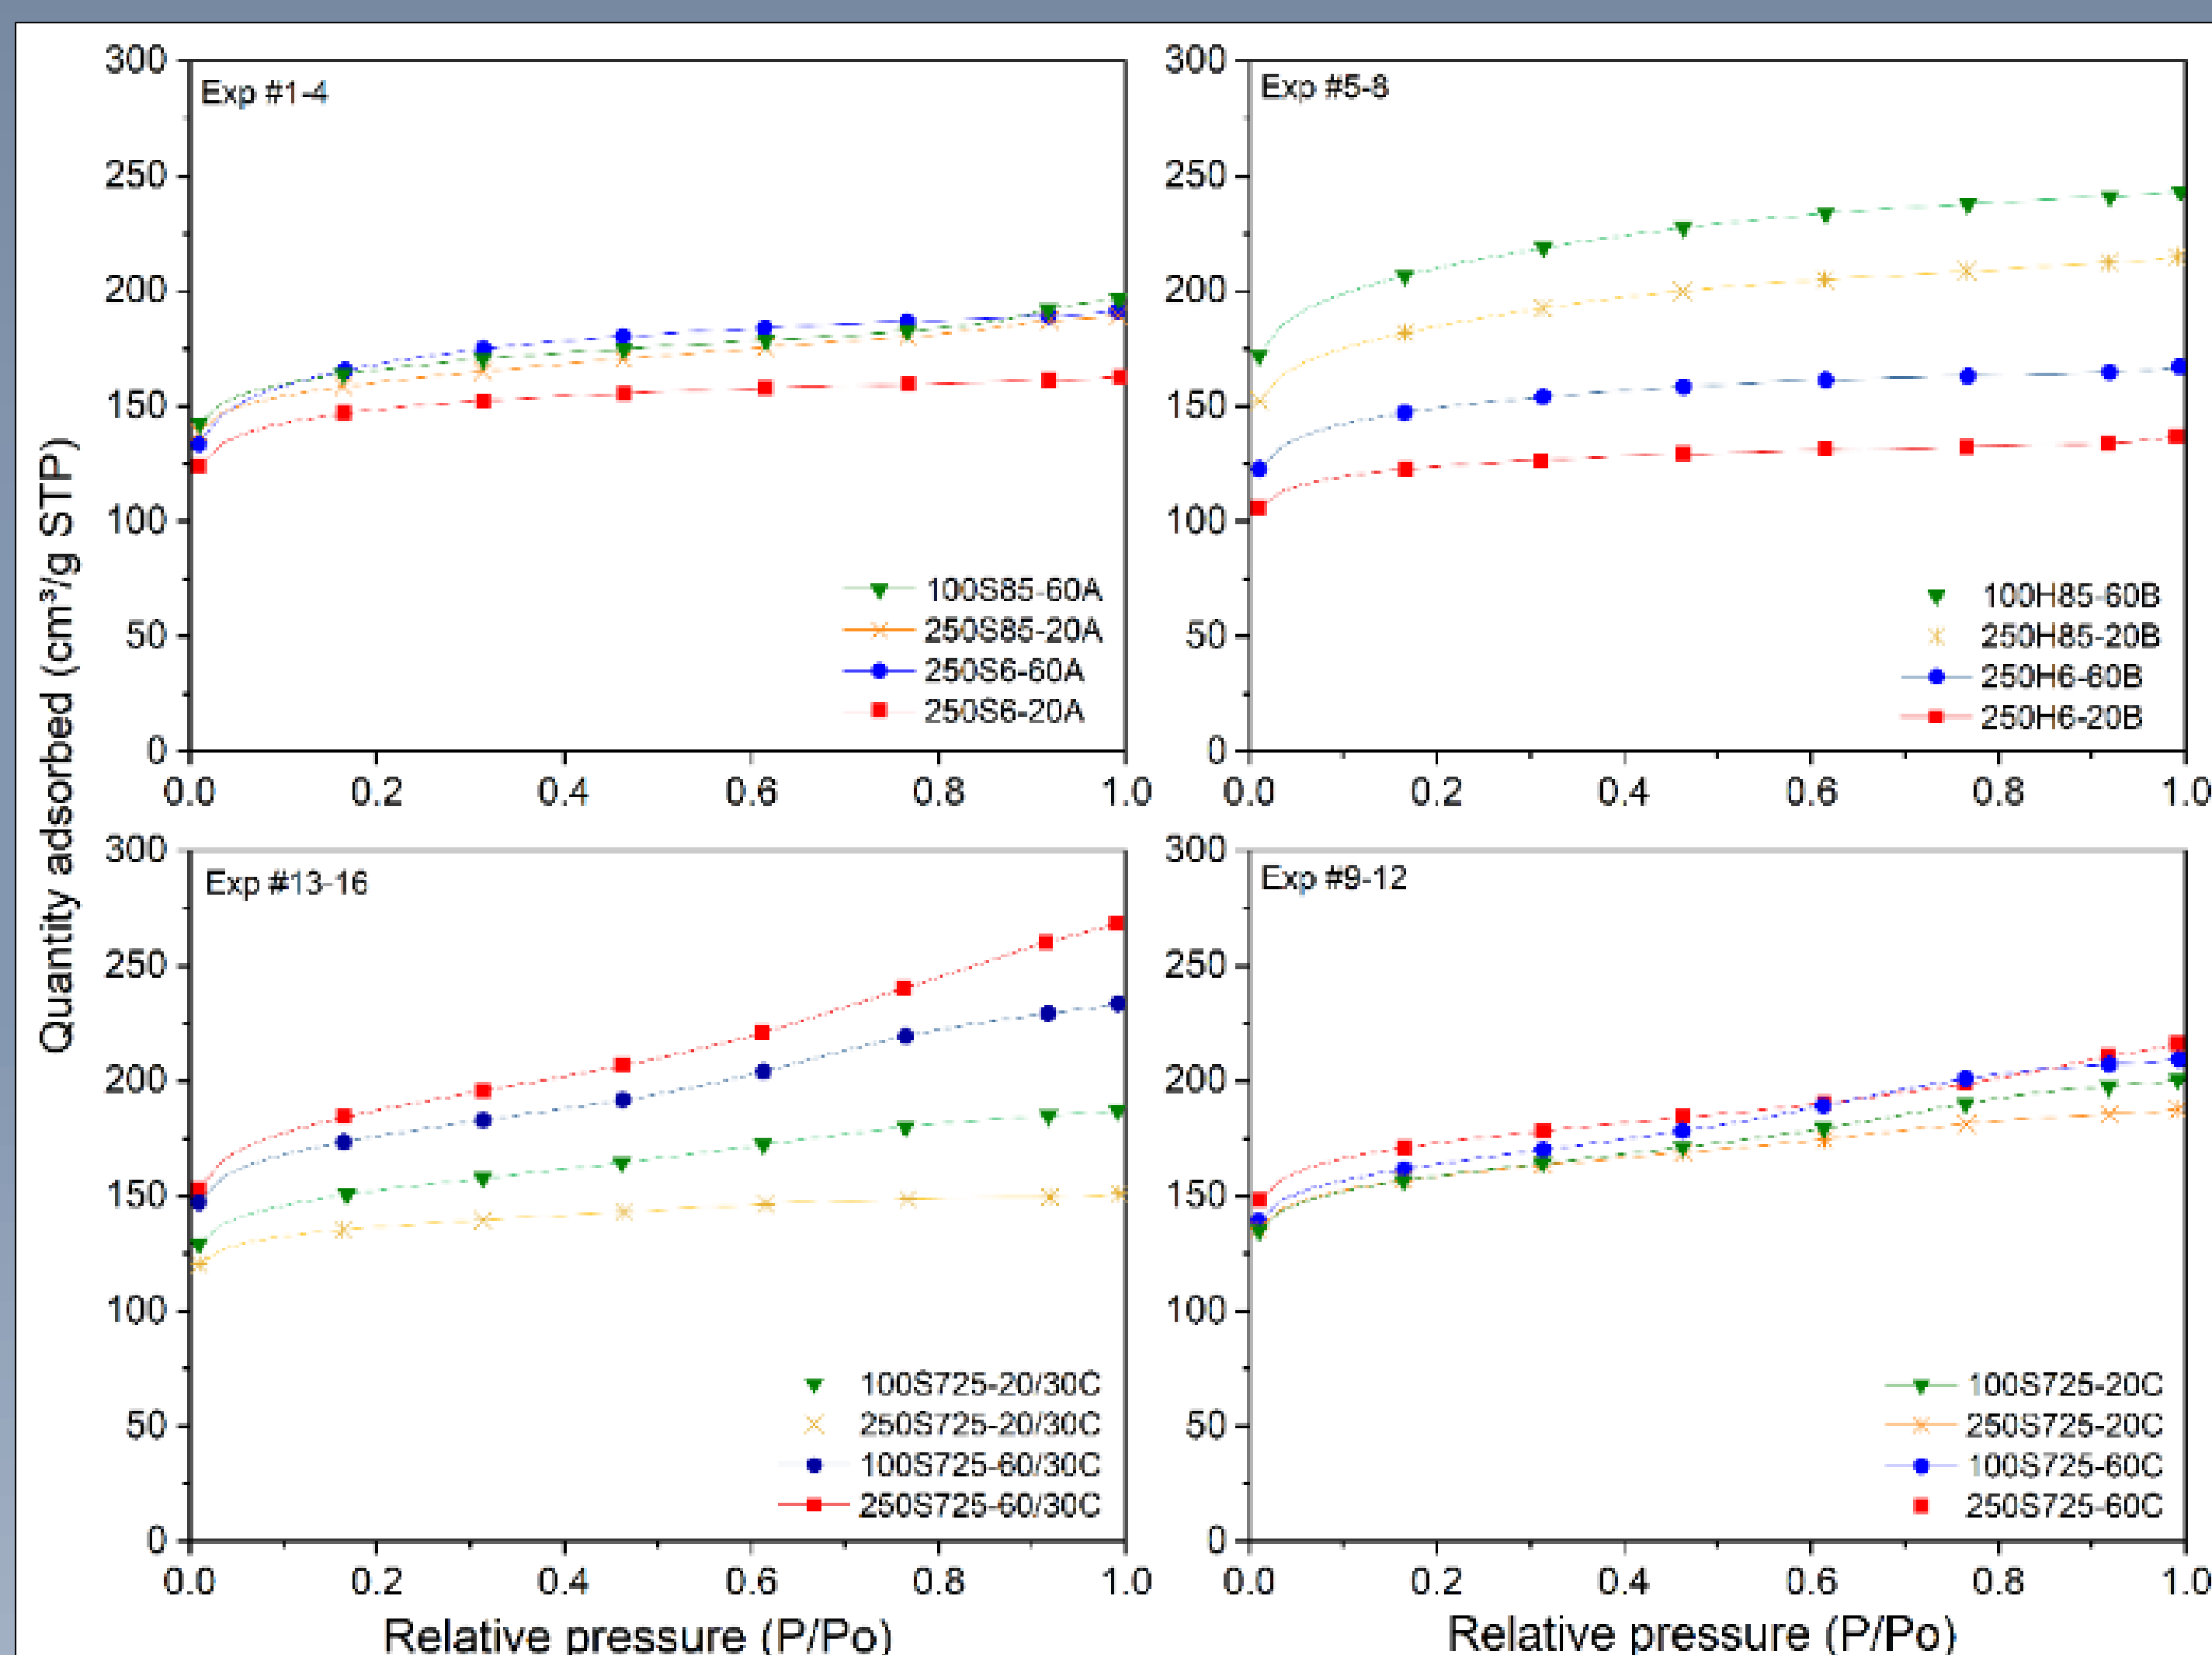 Quantity adsorbed (cm³/g STP)
300
250
200
150
100
50
0
Exp #1-4
100S85-60A
250S85-20A
250S6-60A
250S6-20A
0.0 0.2 0.4 0.6 0.8 1.0
300
250
200
150
100
50
0
Exp #5-8
100H85-60B
250H85-20B
250H6-60B
250H6-20B
0.0 0.2 0.4 0.6 0.8 1.0
300
250
200
150
100
50
0
Exp #13-16
100S725-20/30C
250S725-20/30C
100S725-60/30C
250S725-60/30C
0.0 0.2 0.4 0.6 0.8 1.0
Relative pressure (P/Po)
300
250
200
150
100
50
0
Exp #9-12
100S725-20C
250S725-20C
100S725-60C
250S725-60C
0.0 0.2 0.4 0.6 0.8 1.0
Relative pressure (P/Po)